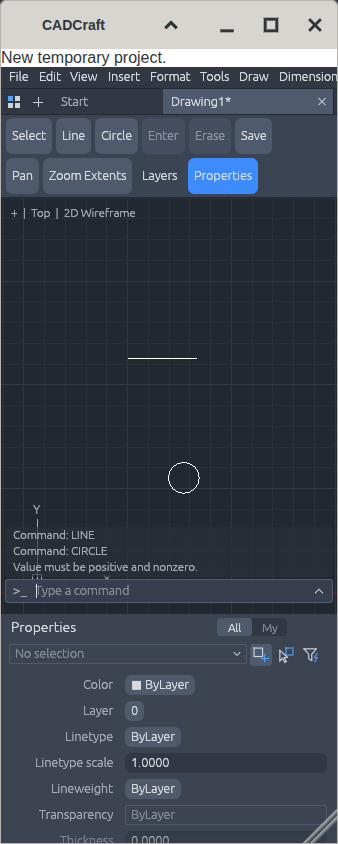 CADCraft
New temporary project.
File Edit View Insert Format Tools Draw Dimension
Start Drawing1*
Select Line Circle Enter Erase Save
Pan Zoom Extents Layers Properties
+ | Top | 2D Wireframe
Y
Command: LINE
Command: CIRCLE
Value must be positive and nonzero.
>_ Type a command
Properties All My
No selection
Color ByLayer
Layer 0
Linetype ByLayer
Linetype scale 1.0000
Lineweight ByLayer
Transparency ByLayer
Thickness 0.0000